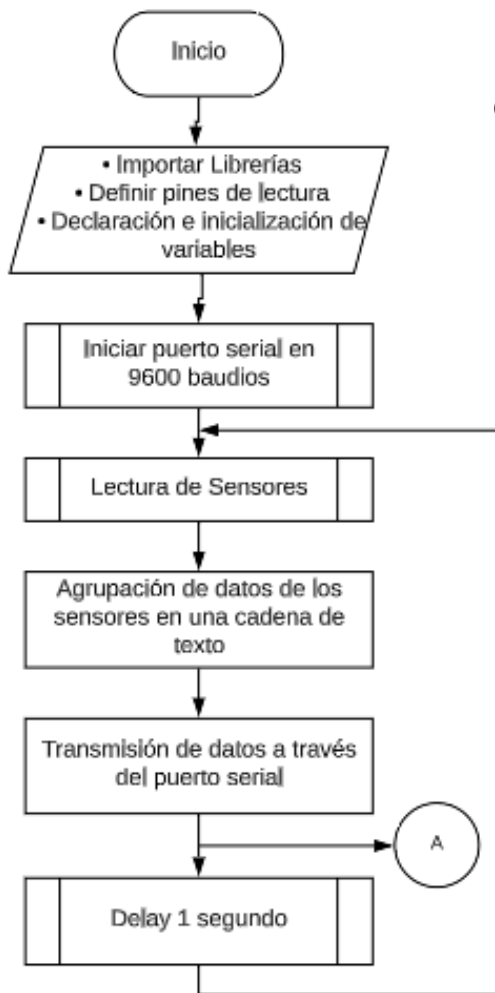 Inicio
• Importar Librerías
• Definir pines de lectura
• Declaración e inicialización de
variables
Iniciar puerto serial en
9600 baudios
Lectura de Sensores
Agrupación de datos de los
sensores en una cadena de
texto
Transmisión de datos a través
del puerto serial
A
Delay 1 segundo